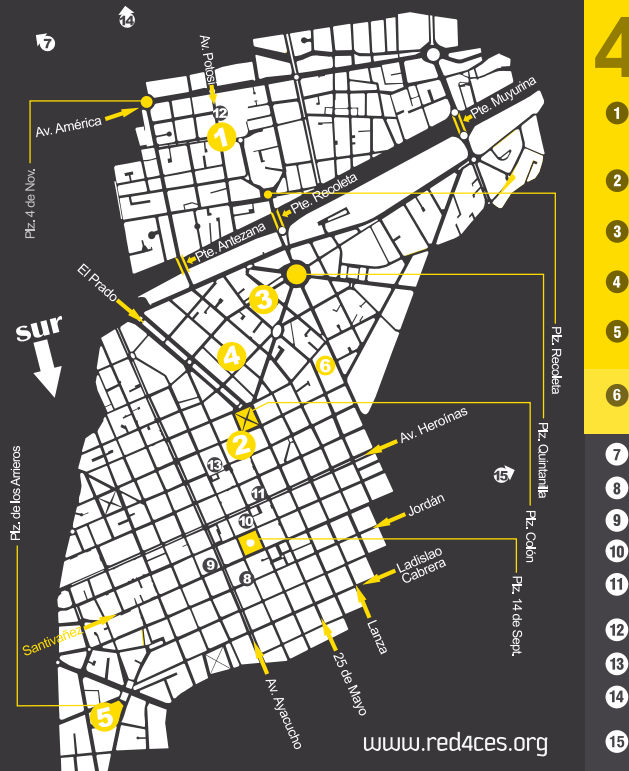 14
7
Av. Potosí
12
1
Av. América
Pte. Muyurina
Plz. 4 de Nov.
Pte. Recoleta
Pte. Antezana
El Prado
3
sur
4
6
Plz. Recoleta
2
Av. Heroínas
13
Plz. Quintanilla
15
Plz. de los Arrieros
11
Jordán
10
Plz. Colón
9
8
Ladislao
Cabrera
Plz. 14 de Sept.
Santivañez
Lanza
25 de Mayo
Av. Ayacucho
5
www.red4ces.org
4
1
2
3
4
5
6
7
8
9
10
11
12
13
14
15